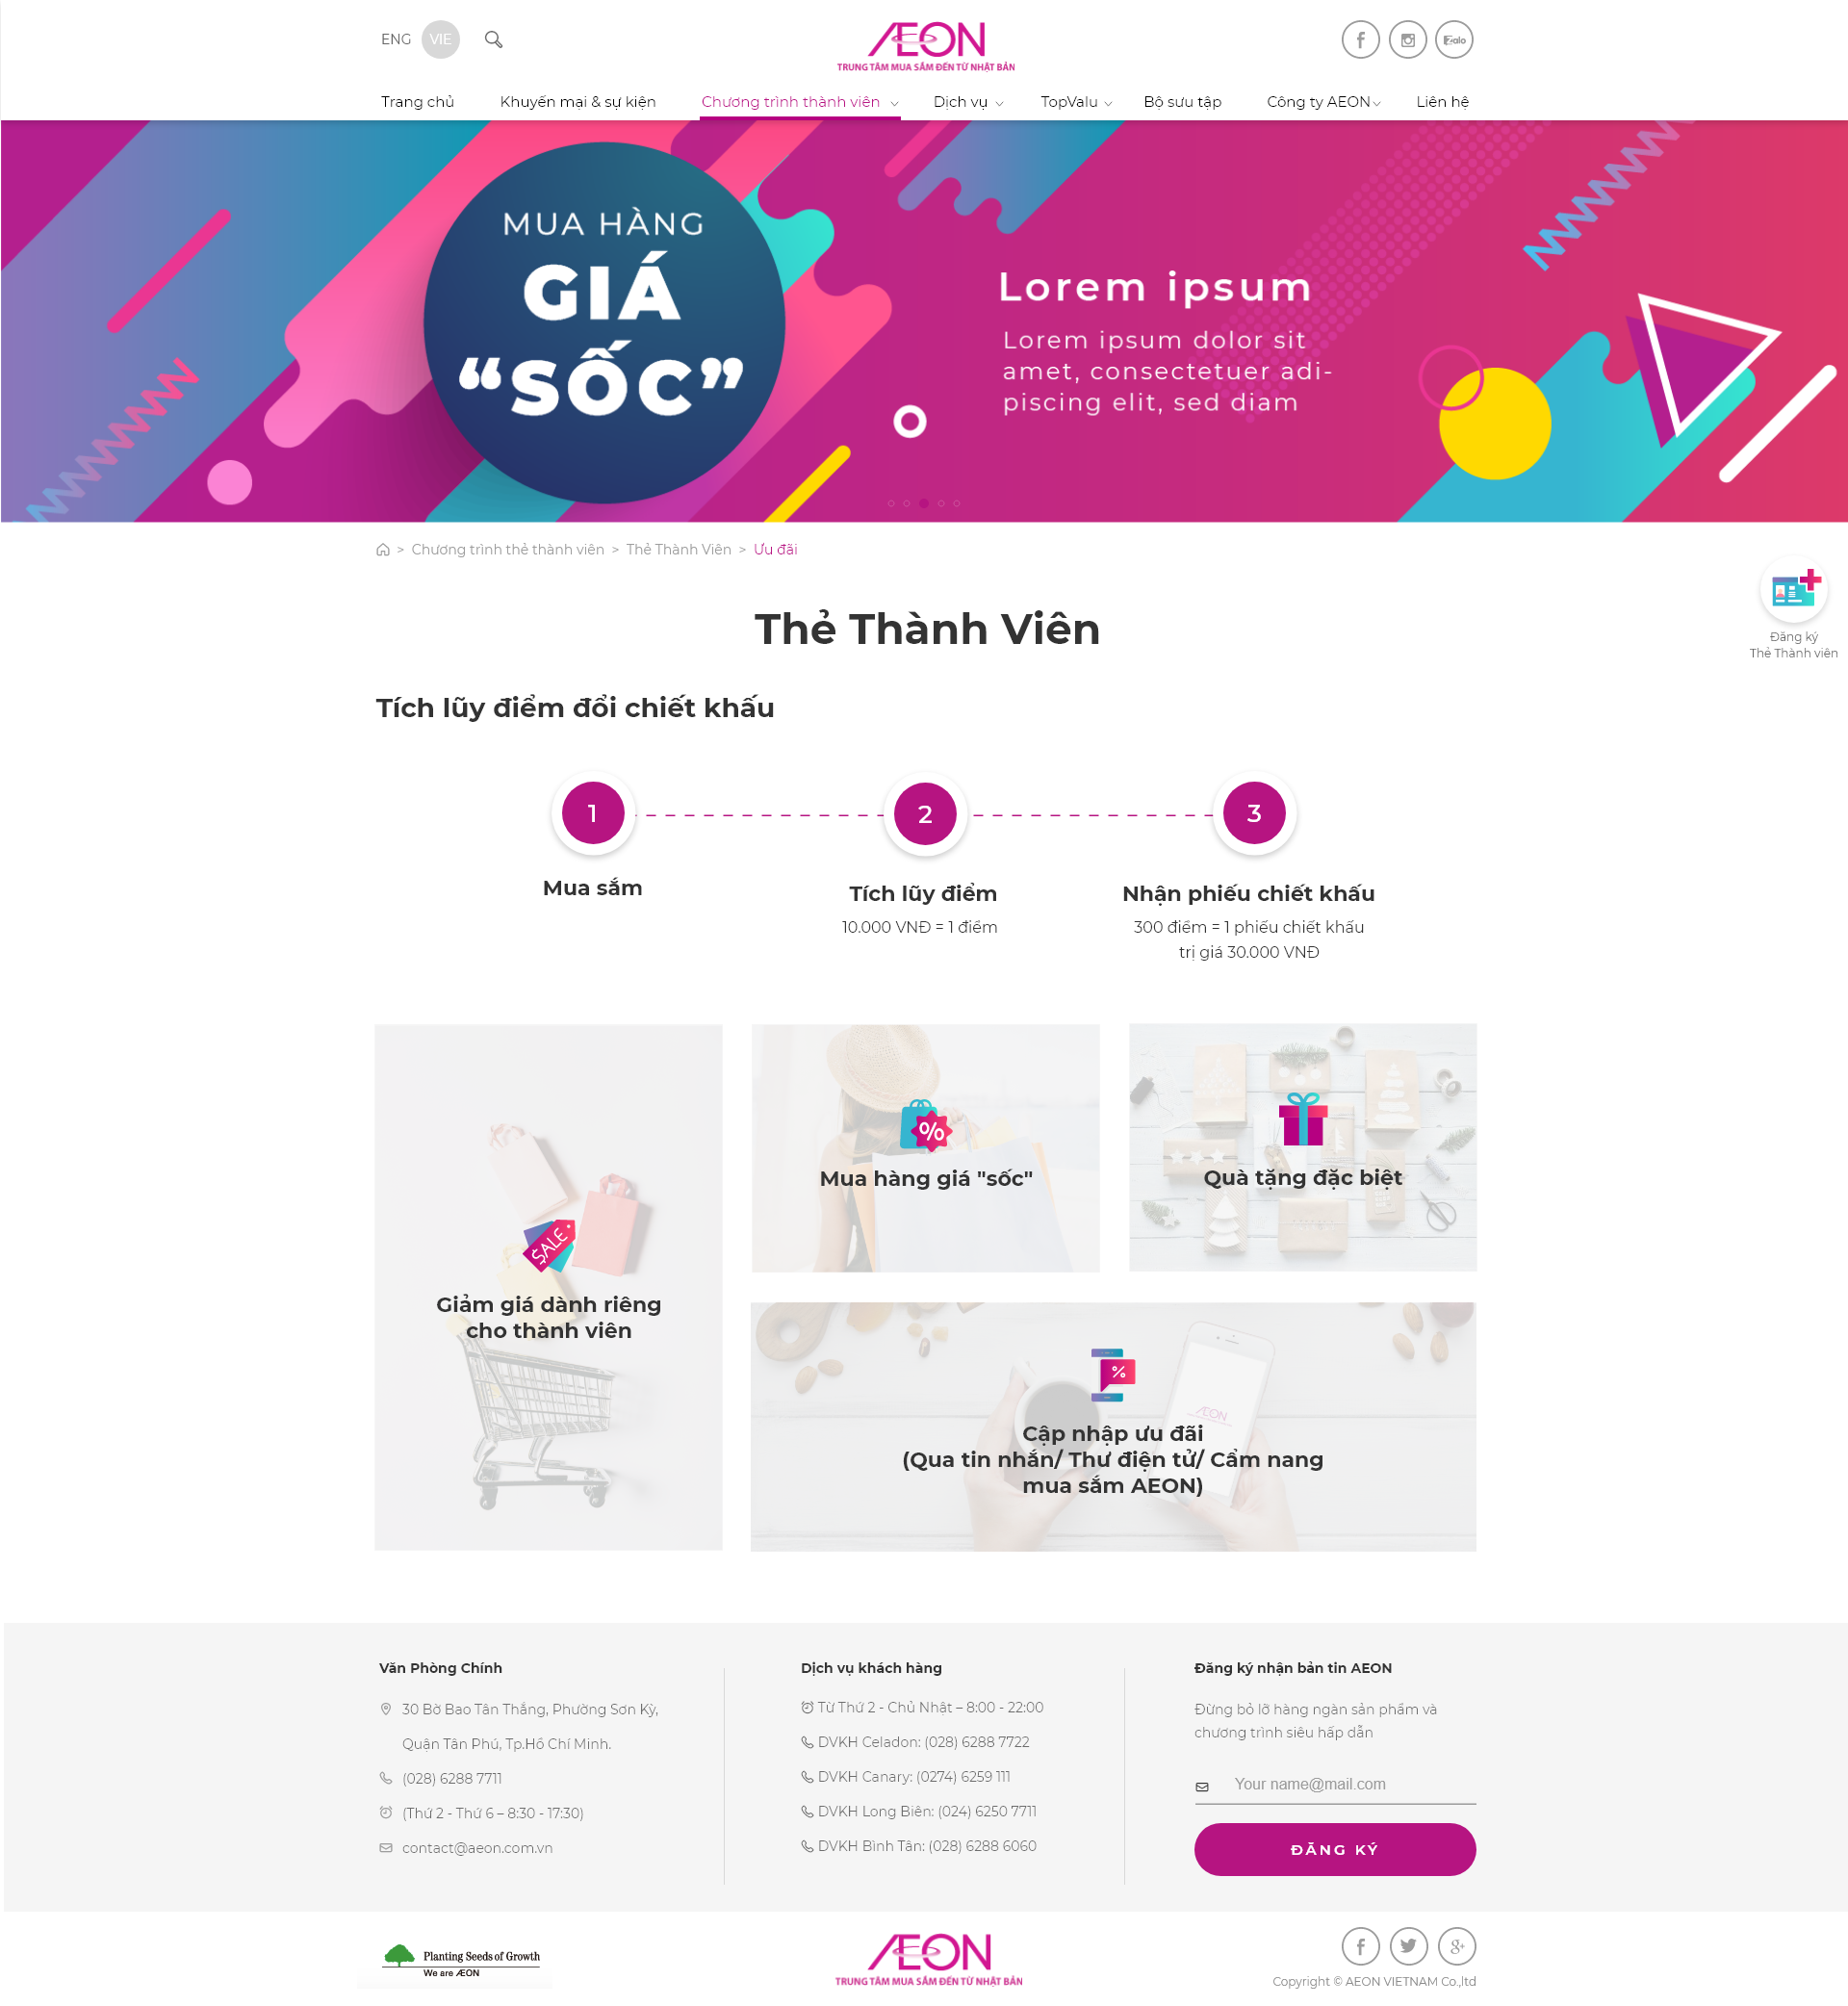 ENG VIE
AEON
TRUNG TÂM MUA SẮM ĐẾN TỪ NHẬT BẢN
f Zalo
Trang chủ Khuyến mại & sự kiện Chương trình thành viên Dịch vụ TopValu Bộ sưu tập Công ty AEON Liên hệ
MUA HÀNG
GIÁ
“SỐC”
Lorem ipsum
Lorem ipsum dolor sit
amet, consectetuer adi-
piscing elit, sed diam
> Chương trình thẻ thành viên > Thẻ Thành Viên > Ưu đãi
Đăng ký
Thẻ Thành viên
Thẻ Thành Viên
Tích lũy điểm đổi chiết khấu
1 2 3
Mua sắm
Tích lũy điểm
10.000 VNĐ = 1 điểm
Nhận phiếu chiết khấu
300 điểm = 1 phiếu chiết khấu
trị giá 30.000 VNĐ
SALE
Giảm giá dành riêng
cho thành viên
%
Mua hàng giá "sốc"
Quà tặng đặc biệt
%
AEON
Cập nhập ưu đãi
(Qua tin nhắn/ Thư điện tử/ Cẩm nang
mua sắm AEON)
Văn Phòng Chính
30 Bờ Bao Tân Thắng, Phường Sơn Kỳ,
Quận Tân Phú, Tp.Hồ Chí Minh.
(028) 6288 7711
(Thứ 2 - Thứ 6 – 8:30 - 17:30)
contact@aeon.com.vn
Dịch vụ khách hàng
Từ Thứ 2 - Chủ Nhật – 8:00 - 22:00
DVKH Celadon: (028) 6288 7722
DVKH Canary: (0274) 6259 111
DVKH Long Biên: (024) 6250 7711
DVKH Bình Tân: (028) 6288 6060
Đăng ký nhận bản tin AEON
Đừng bỏ lỡ hàng ngàn sản phẩm và
chương trình siêu hấp dẫn
Your name@mail.com
ĐĂNG KÝ
Planting Seeds of Growth
We are ÆON
AEON
TRUNG TÂM MUA SẮM ĐẾN TỪ NHẬT BẢN
f g+
Copyright © AEON VIETNAM Co.,ltd